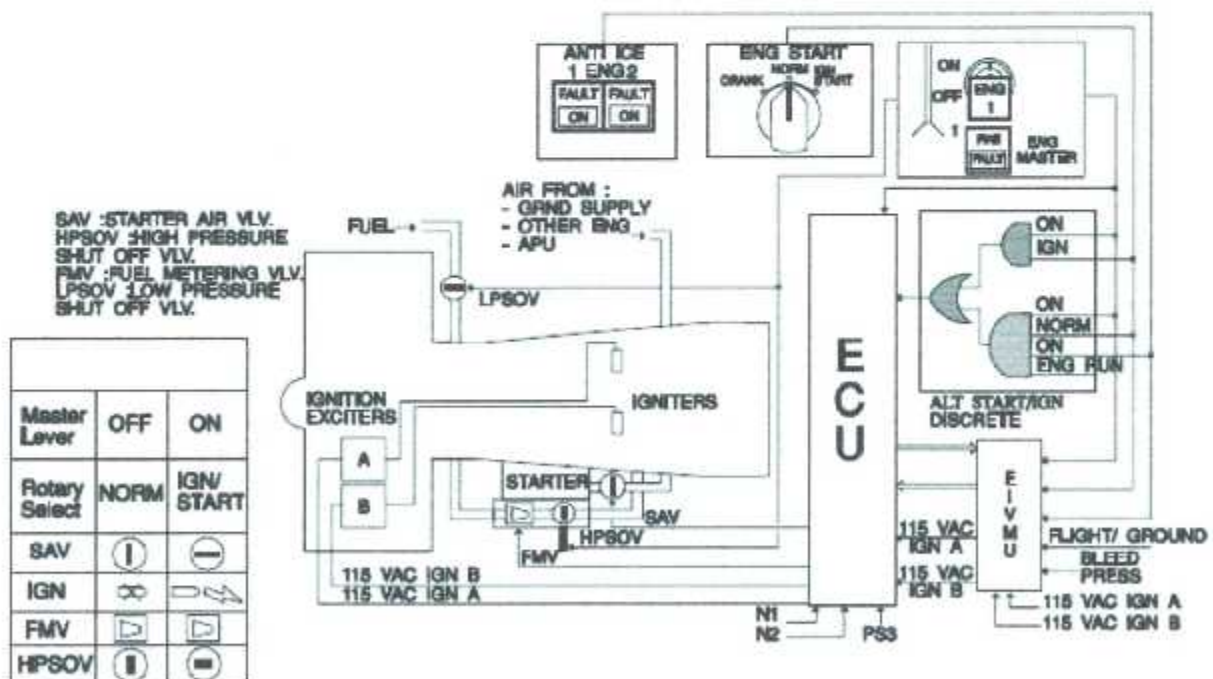 ANTI ICE
1 ENG 2
FAULT FAULT
ON ON
ENG START
NORM
CRANK IGN
START
ON
OFF
ENG
1
1
FIRE
FAULT
ENG
MASTER
SAV :STARTER AIR VLV.
HPSOV :HIGH PRESSURE
SHUT OFF VLV.
FMV :FUEL METERING VLV.
LPSOV :LOW PRESSURE
SHUT OFF VLV.
FUEL
AIR FROM :
- GRND SUPPLY
- OTHER ENG
- APU
LPSOV
ON
IGN
ON
NORM
ON
ENG RUN
ALT START/IGN
DISCRETE
ECU
IGNITION
EXCITERS
IGNITERS
A
B
STARTER
SAV
HPSOV
FMV
115 VAC IGN B
115 VAC IGN A
N1
N2
PS3
115 VAC
IGN A
115 VAC
IGN B
EIVMU
FLIGHT/ GROUND
BLEED
PRESS
115 VAC IGN A
115 VAC IGN B
Master
Lever OFF ON
Rotary
Select NORM IGN/
START
SAV
IGN
FMV
HPSOV